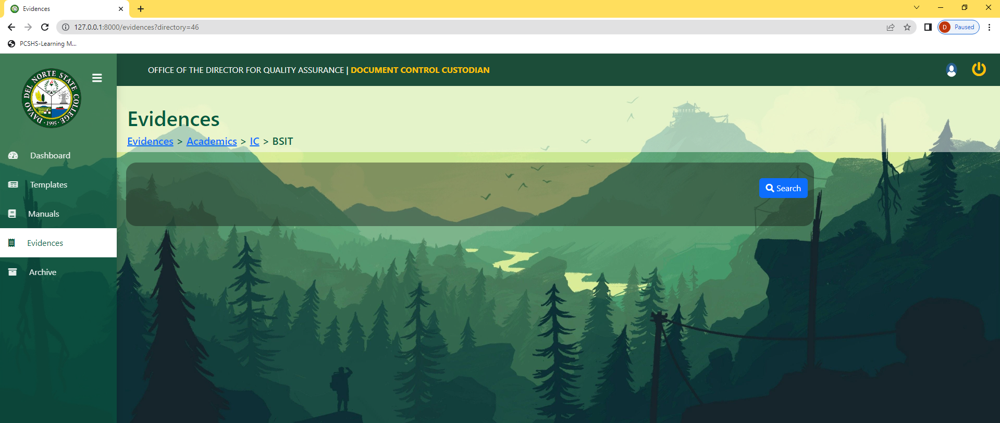 Evidences
127.0.0.1:8000/evidences?directory=46
D Paused
PCSHS-Learning M...
DAVAO DEL NORTE STATE COLLEGE
· 1995 ·
OFFICE OF THE DIRECTOR FOR QUALITY ASSURANCE | DOCUMENT CONTROL CUSTODIAN
Evidences
Evidences > Academics > IC > BSIT
Search
Dashboard
Templates
Manuals
Evidences
Archive